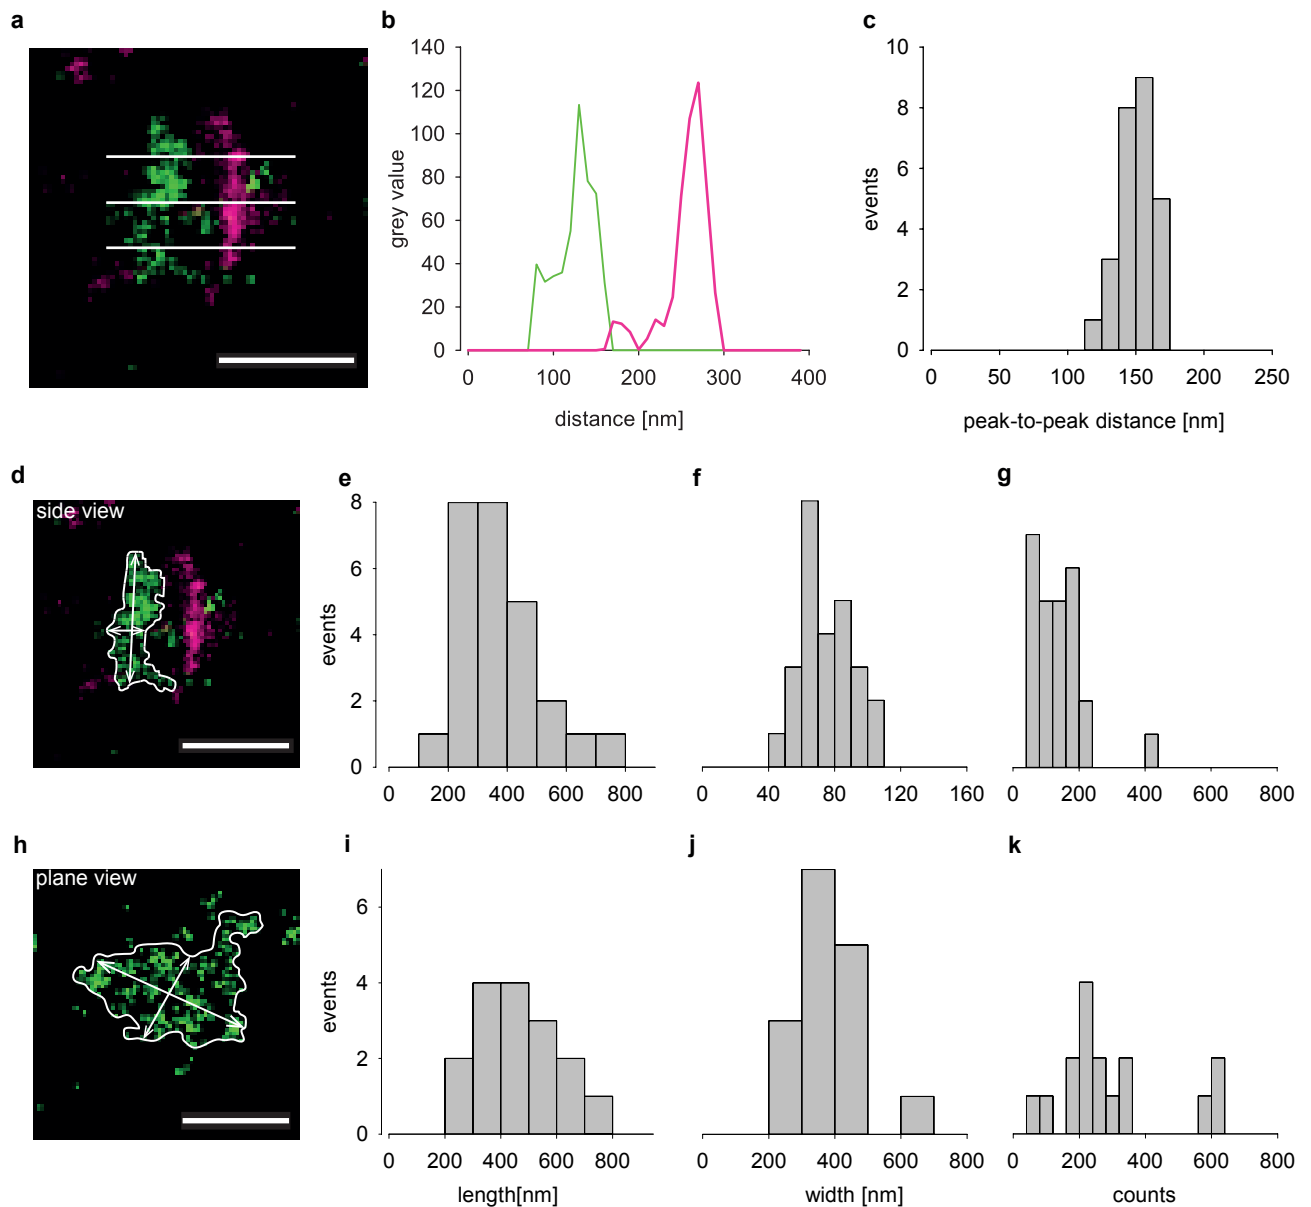 a
b
c
140
120
100
80
60
40
20
0
grey value
0 100 200 300 400
distance [nm]
10
8
6
4
2
0
events
0 50 100 150 200 250
peak-to-peak distance [nm]
d
e
f
g
side view
8
6
4
2
0
events
0 200 400 600 800
0 40 80 120 160
0 200 400 600 800
h
i
j
k
plane view
6
4
2
0
events
0 200 400 600 800
length[nm]
0 200 400 600 800
width [nm]
0 200 400 600 800
counts